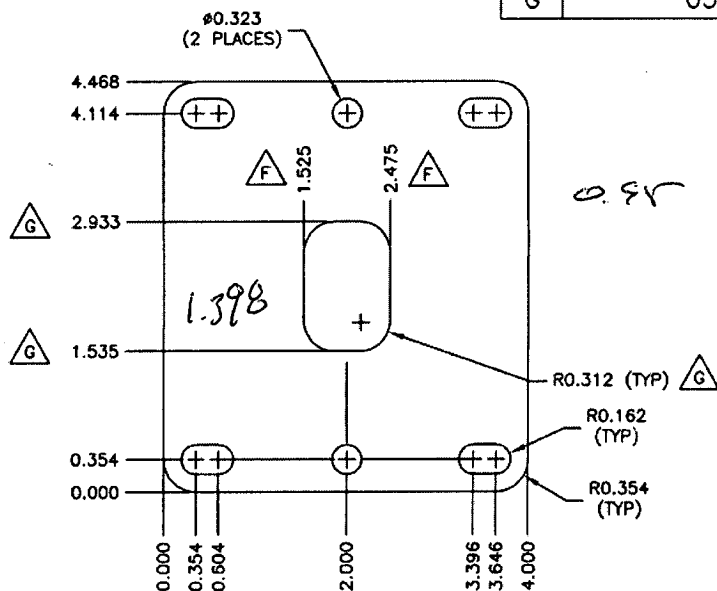 G 05
⌀0.323
(2 PLACES)
4.468
4.114
F 1.525 2.475 F
G 2.933
1.398
G 1.535
R0.312 (TYP) G
R0.162
(TYP)
0.354
0.000
R0.354
(TYP)
0.000 0.354 0.604 2.000 3.396 3.646 4.000